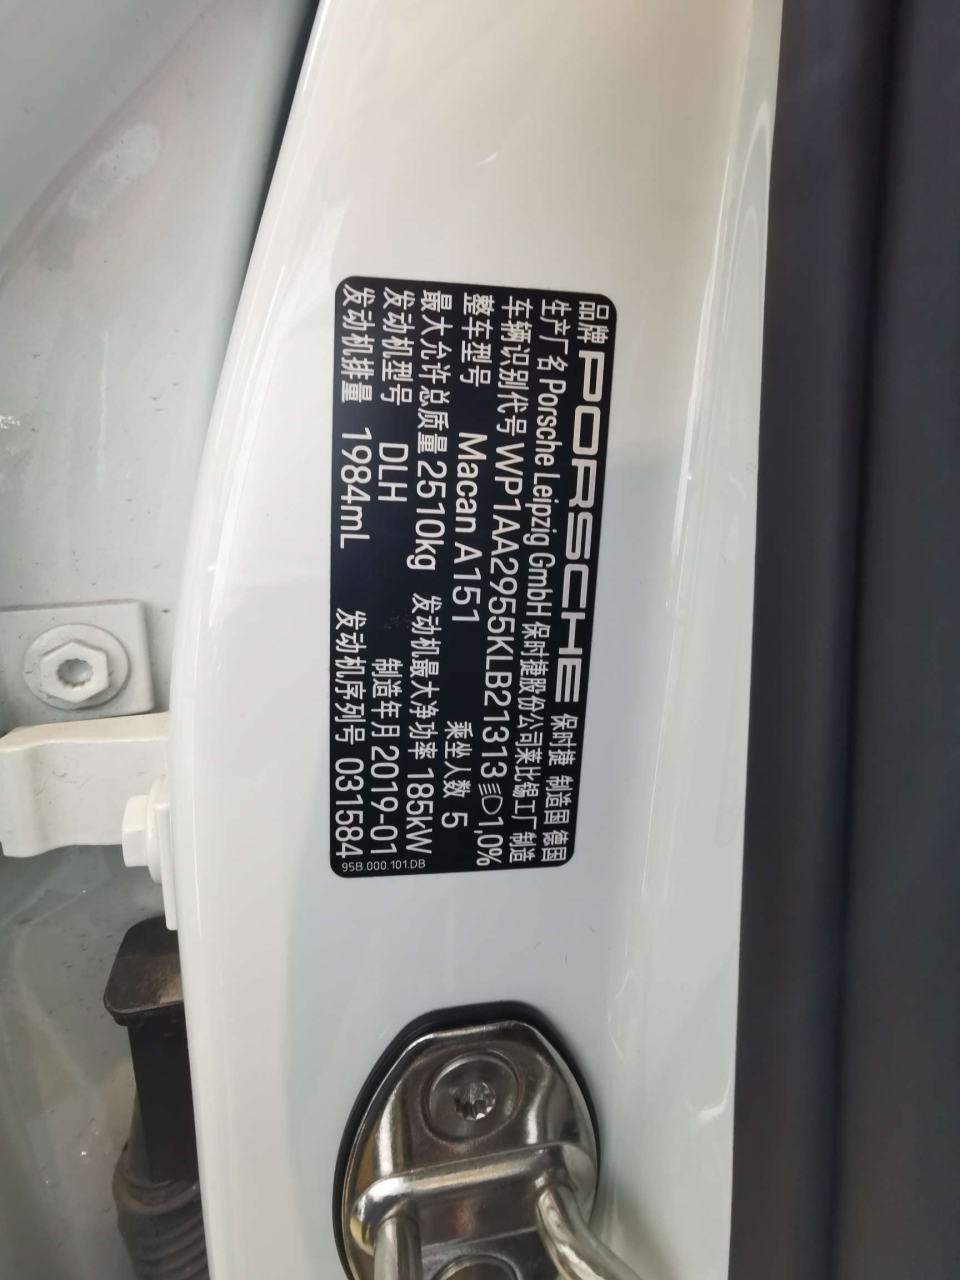 品牌 PORSCHE 保时捷 制造国 德国
生产厂名 Porsche Leipzig GmbH 保时捷股份公司莱比锡工厂制造
车辆识别代号 WP1AA2955KLB21313 1,0%
整车型号 Macan A151 乘坐人数 5
最大允许总质量 2510kg 发动机最大净功率 185kW
发动机型号 DLH 制造年月 2019-01
发动机排量 1984mL 发动机序列号 031584
95B.000.101.DB